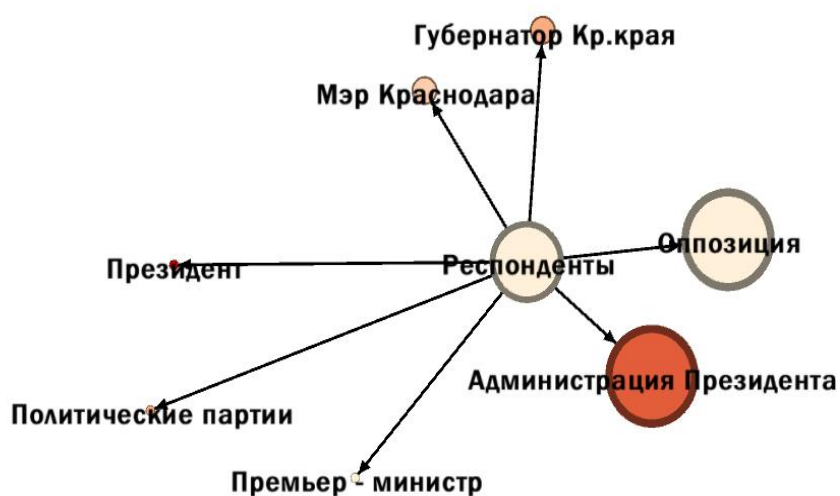 Губернатор Кр.края
Мэр Краснодара
Оппозиция
Респонденты
Президент
Администрация Президента
Политические партии
Премьер - министр